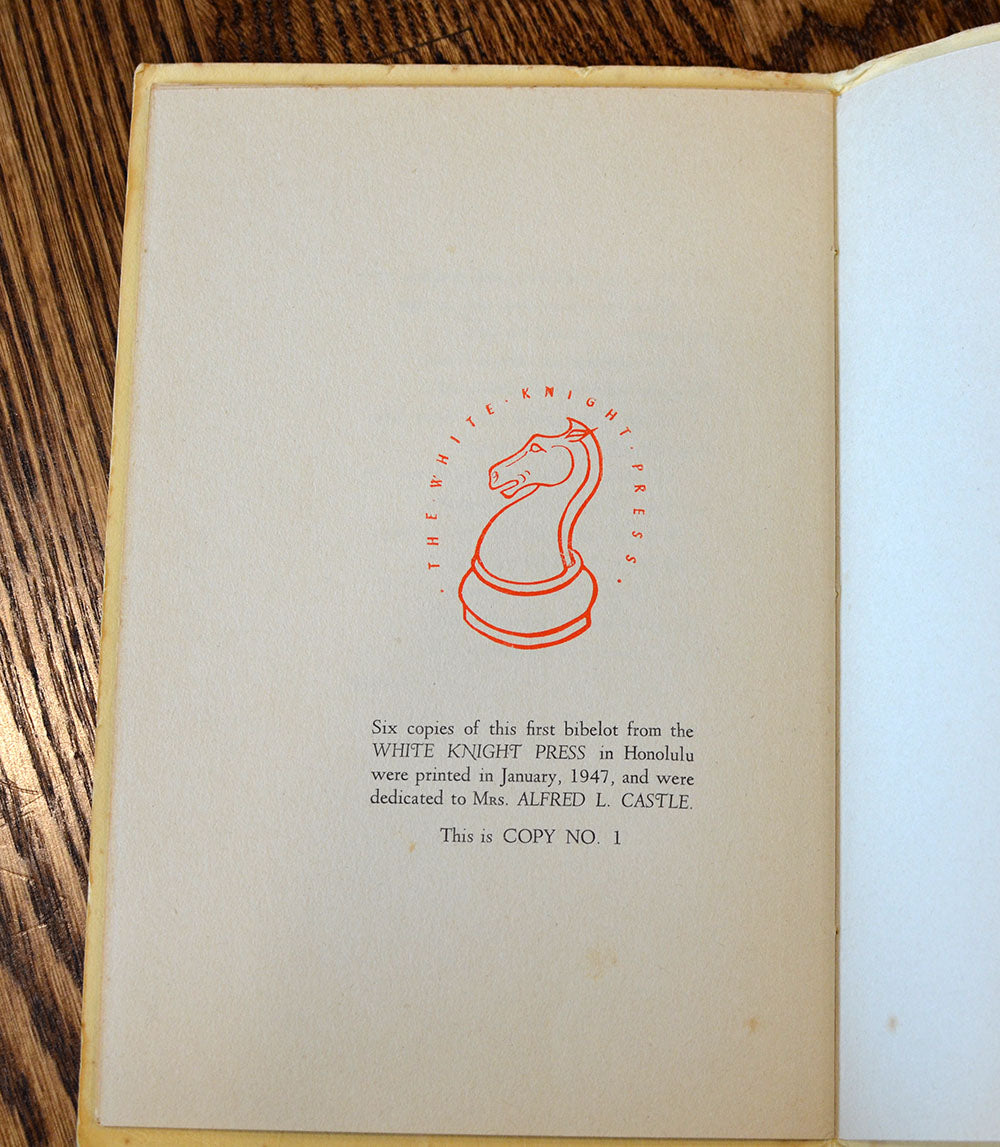 · THE · WHITE · KNIGHT · PRESS ·
Six copies of this first bibelot from the
WHITE KNIGHT PRESS in Honolulu
were printed in January, 1947, and were
dedicated to MRS. ALFRED L. CASTLE.
This is COPY NO. 1